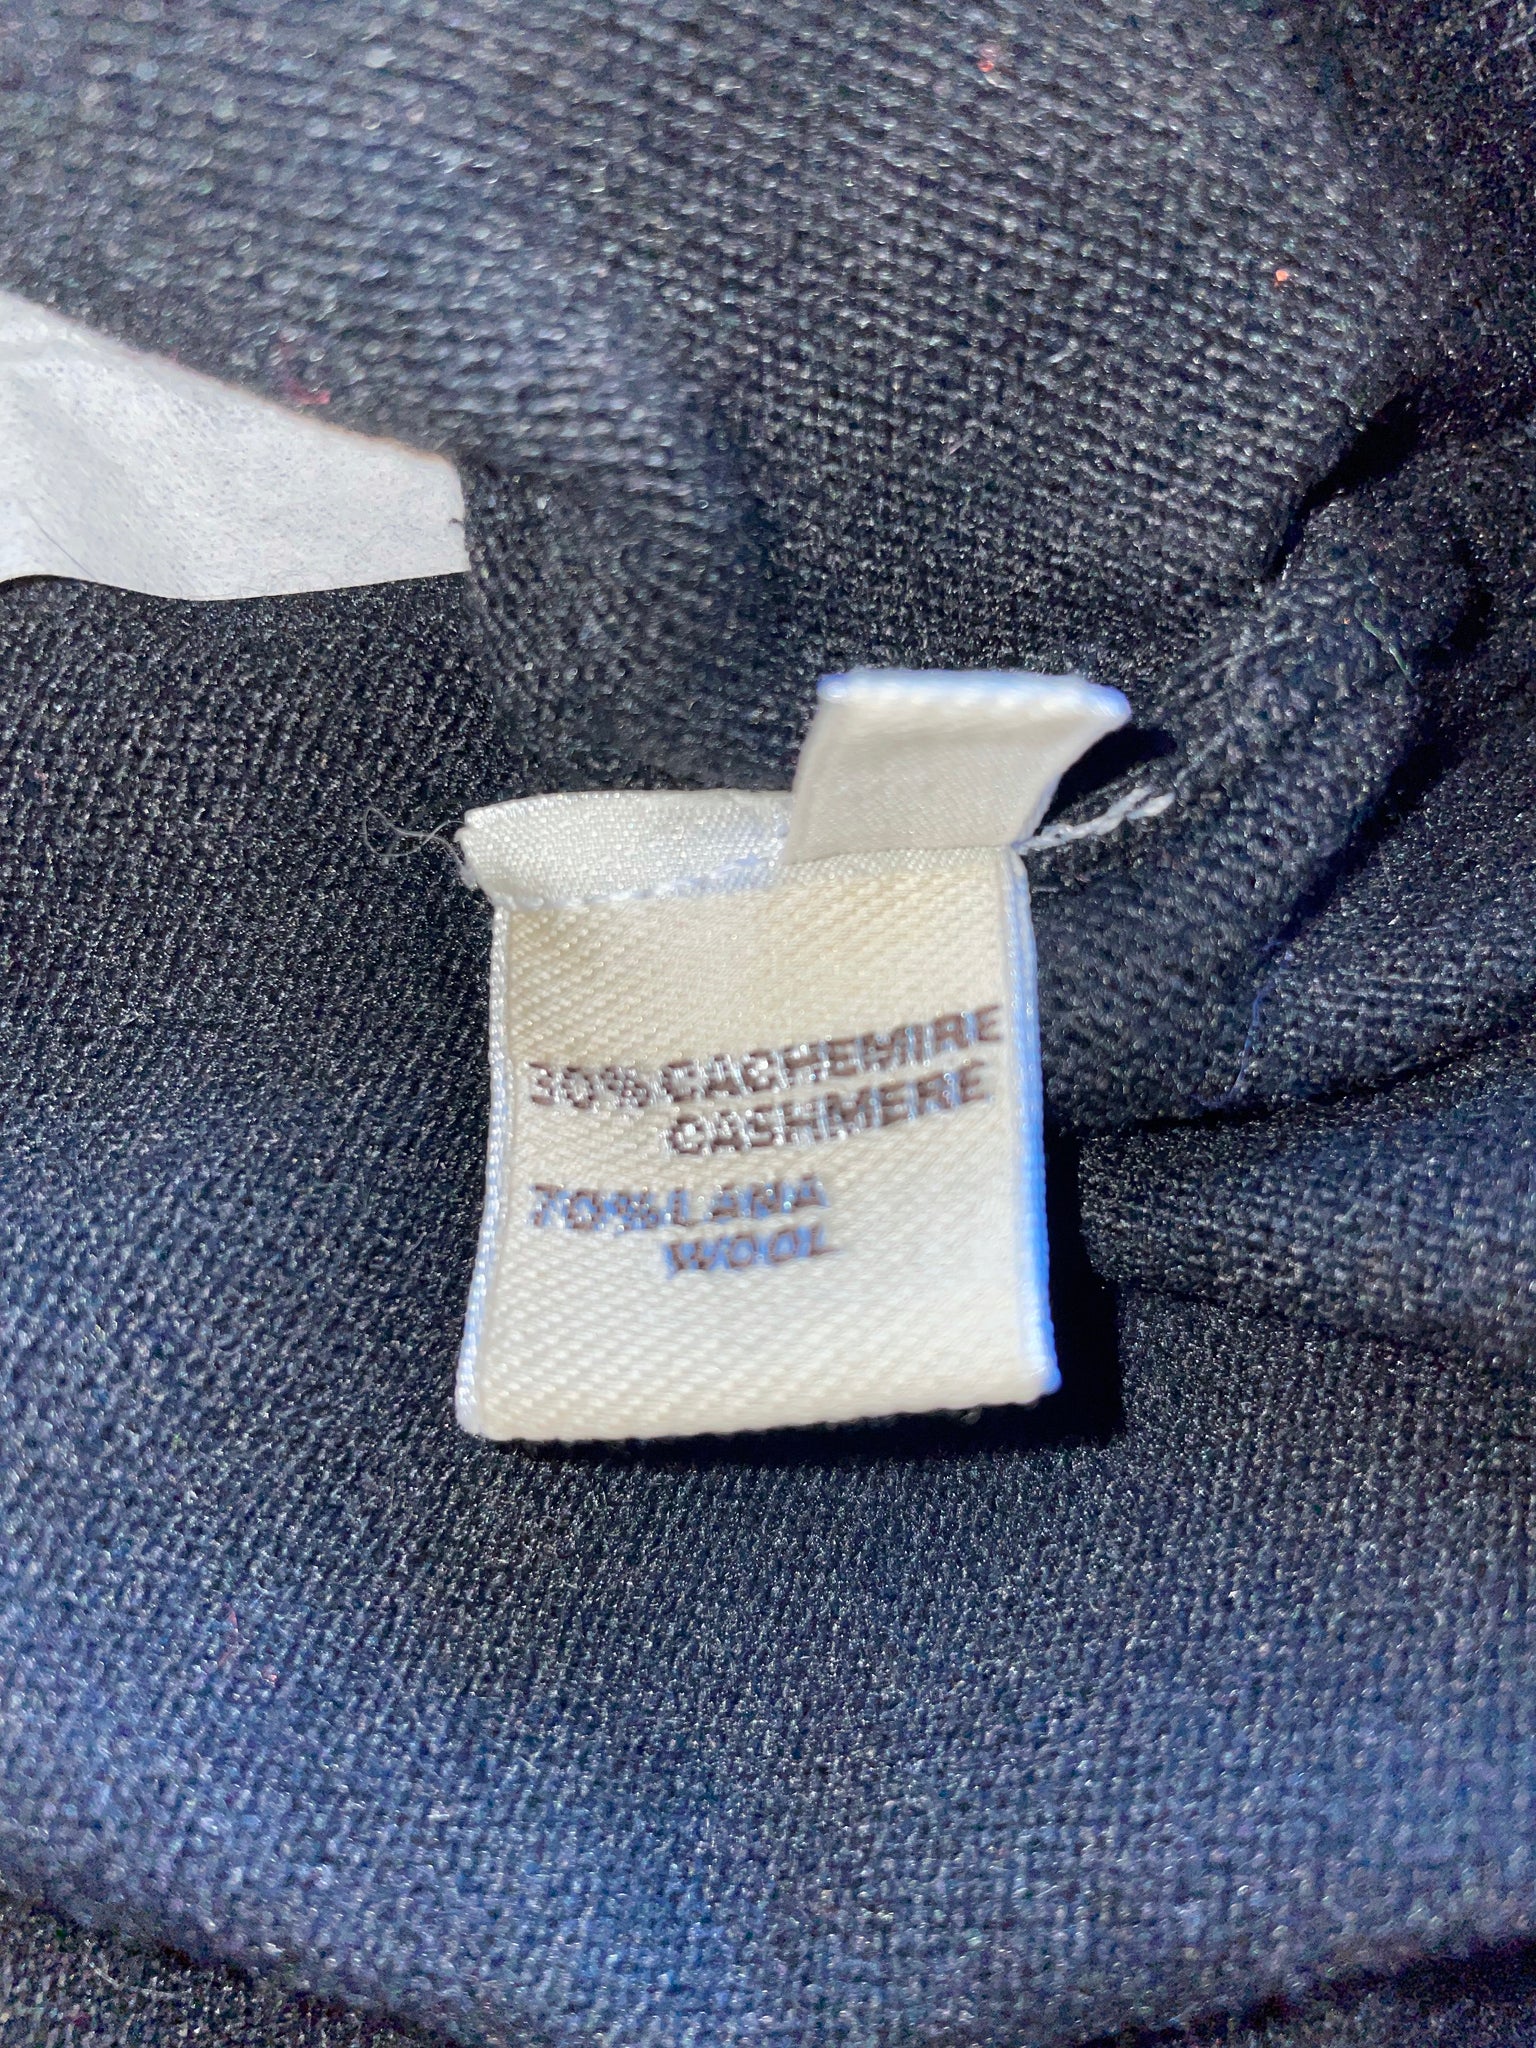 30% CACHEMIRE
CASHMERE
70% LANA
WOOL